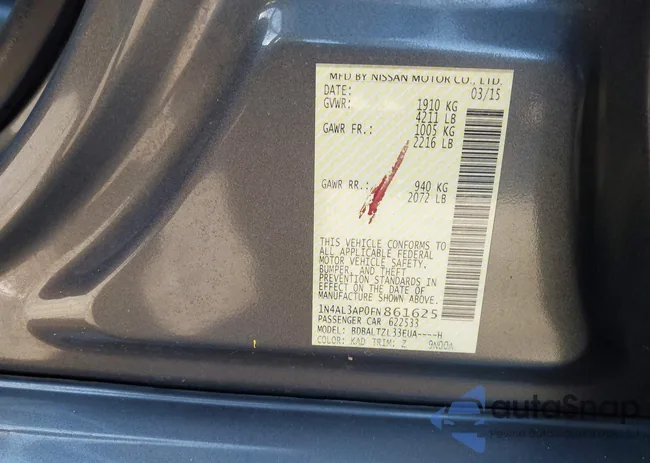 MFD BY NISSAN MOTOR CO., LTD.
DATE: 03/15
GVWR: 1910 KG
4211 LB
GAWR FR.: 1005 KG
2216 LB
GAWR RR.: 940 KG
2072 LB
THIS VEHICLE CONFORMS TO
ALL APPLICABLE FEDERAL
MOTOR VEHICLE SAFETY,
BUMPER, AND THEFT
PREVENTION STANDARDS IN
EFFECT ON THE DATE OF
MANUFACTURE SHOWN ABOVE.
1N4AL3AP0FN861625
PASSENGER CAR 622533
MODEL: BDBALTZL33EUA----H
COLOR: KAD TRIM: Z 9N00A
autoSnap